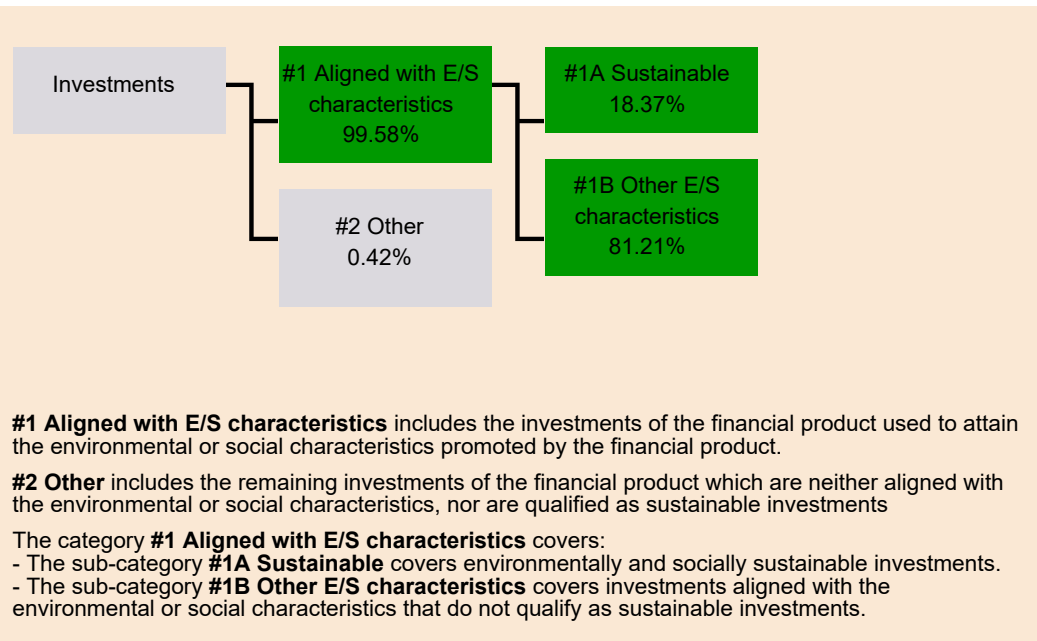 Investments
#1 Aligned with E/S
characteristics
99.58%
#1A Sustainable
18.37%
#1B Other E/S
characteristics
81.21%
#2 Other
0.42%
#1 Aligned with E/S characteristics includes the investments of the financial product used to attain
the environmental or social characteristics promoted by the financial product.
#2 Other includes the remaining investments of the financial product which are neither aligned with
the environmental or social characteristics, nor are qualified as sustainable investments
The category #1 Aligned with E/S characteristics covers:
- The sub-category #1A Sustainable covers environmentally and socially sustainable investments.
- The sub-category #1B Other E/S characteristics covers investments aligned with the
environmental or social characteristics that do not qualify as sustainable investments.